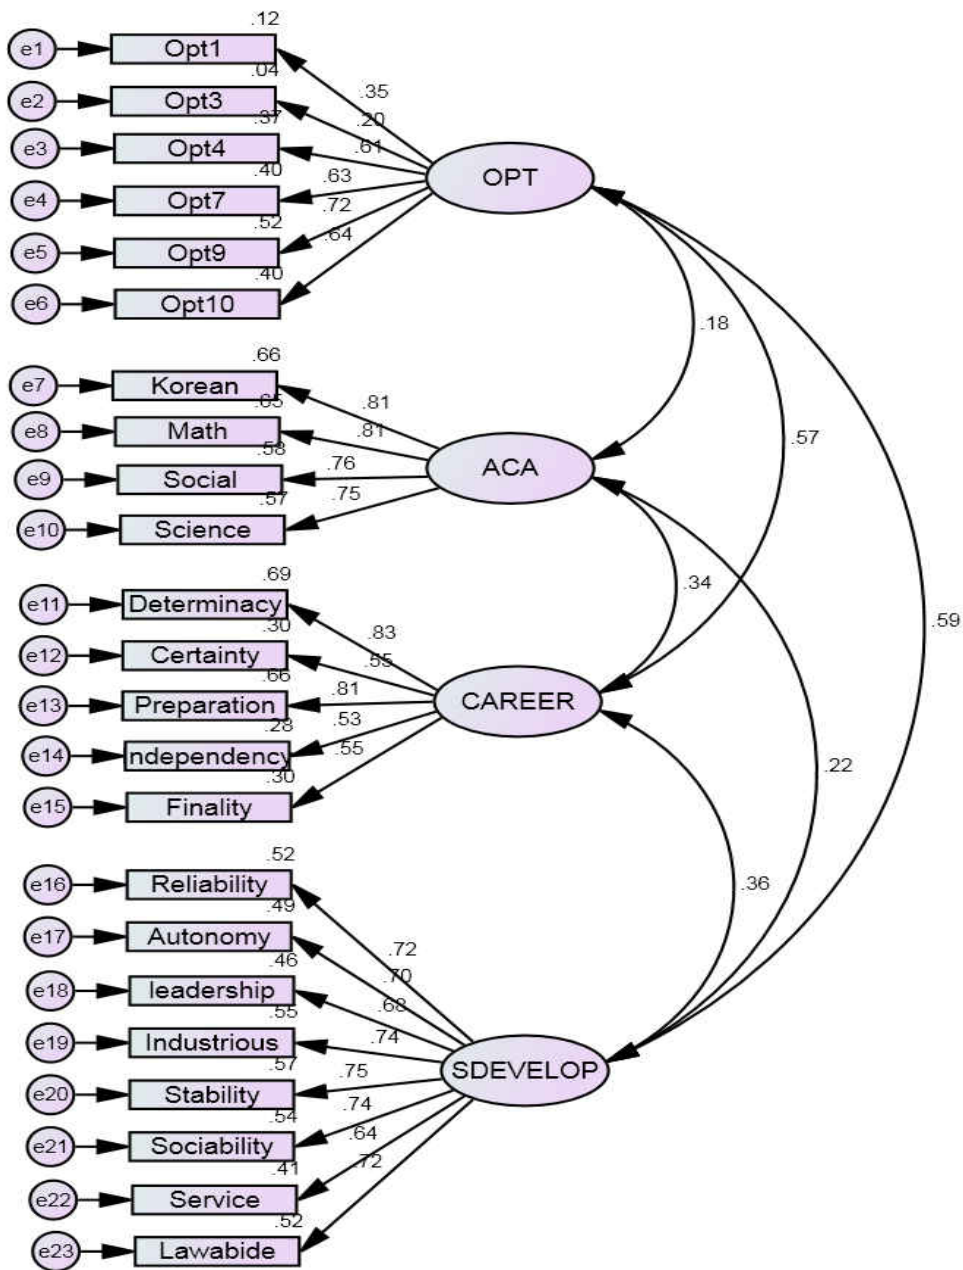 .12
e1 Opt1
.04
.35
e2 Opt3
.20
.37
e3 Opt4
.61
.40
OPT
.63
e4 Opt7
.72
.52
.64
e5 Opt9
.40
e6 Opt10
.18
.66
e7 Korean
.65
.81
e8 Math
.81
.57
.58
.76
ACA
e9 Social
.75
.57
e10 Science
.69
.34
e11 Determinacy
.83
.59
.30
e12 Certainty
.55
.66
.81
e13 Preparation
CAREER
.53
.28
e14 ndependency
.55
.30
.22
e15 Finality
.52
e16 Reliability
.36
.49
e17 Autonomy
.72
.46
.70
e18 leadership
.68
.55
e19 Industrious
.74
.57
.75
SDEVELOP
e20 Stability
.74
.54
.64
e21 Sociability
.72
.41
e22 Service
.52
e23 Lawabide